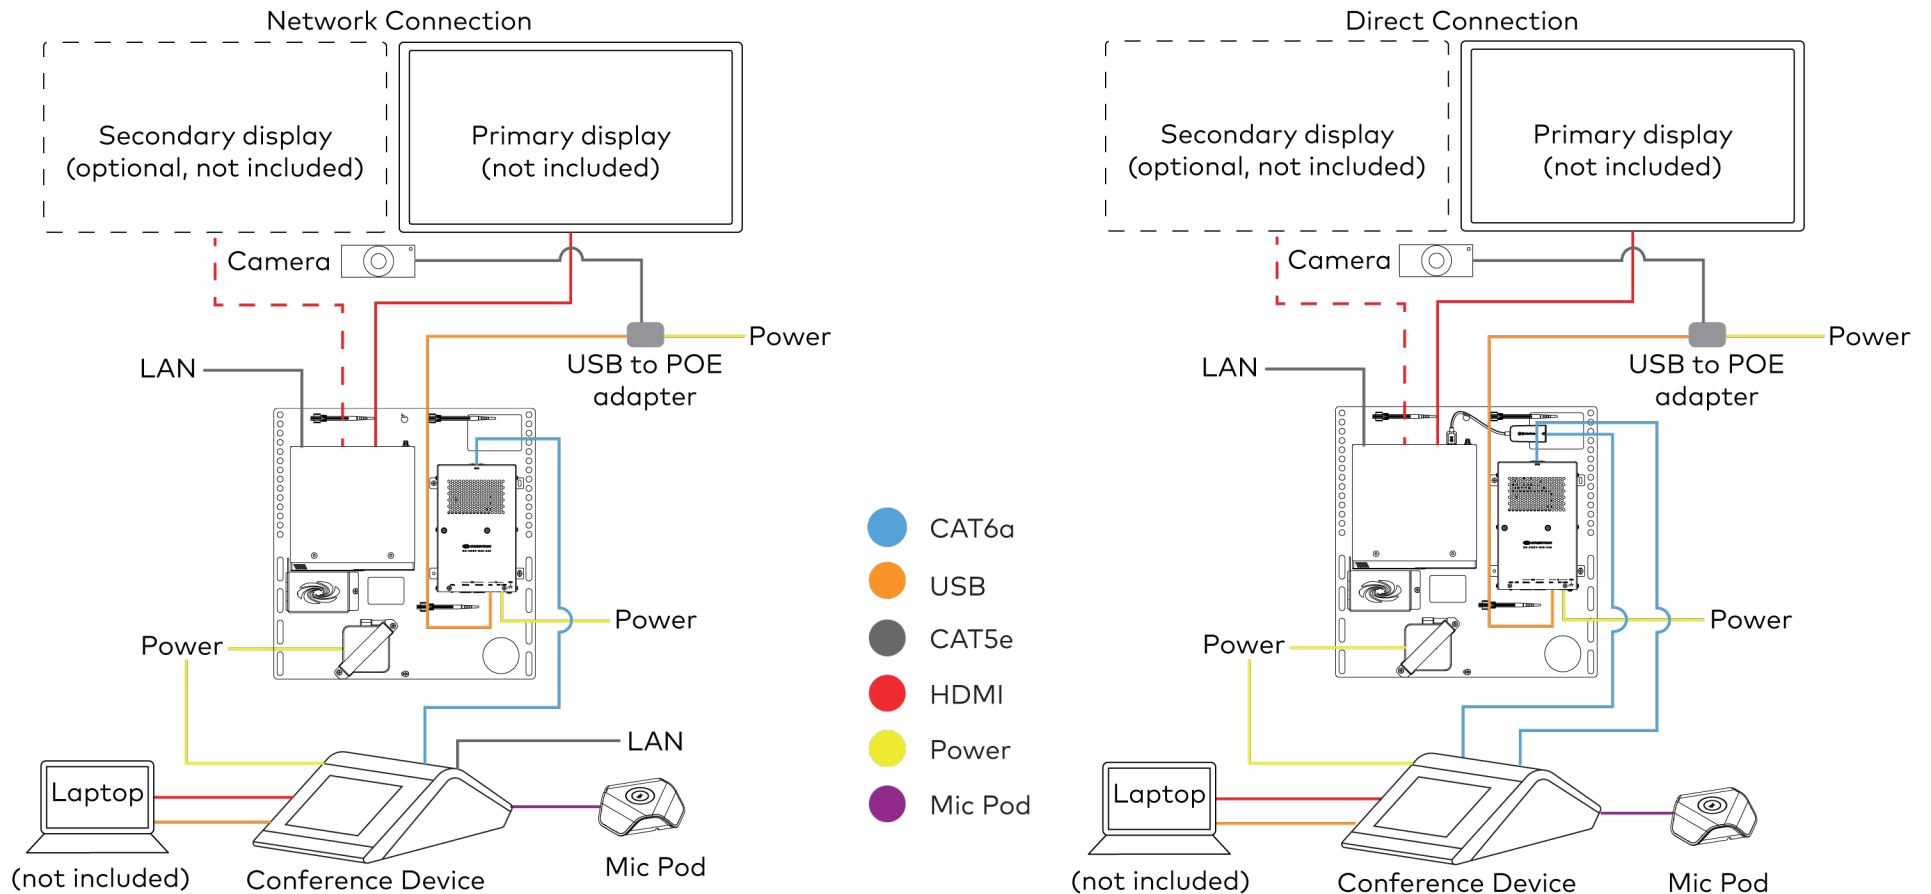 Network Connection
Secondary display
(optional, not included)
Primary display
(not included)
Camera
Power
LAN
USB to POE
adapter
Power
Power
LAN
Laptop
(not included)
Conference Device
Mic Pod
CAT6a
USB
CAT5e
HDMI
Power
Mic Pod
Direct Connection
Secondary display
(optional, not included)
Primary display
(not included)
Camera
Power
LAN
USB to POE
adapter
Power
Power
Laptop
(not included)
Conference Device
Mic Pod